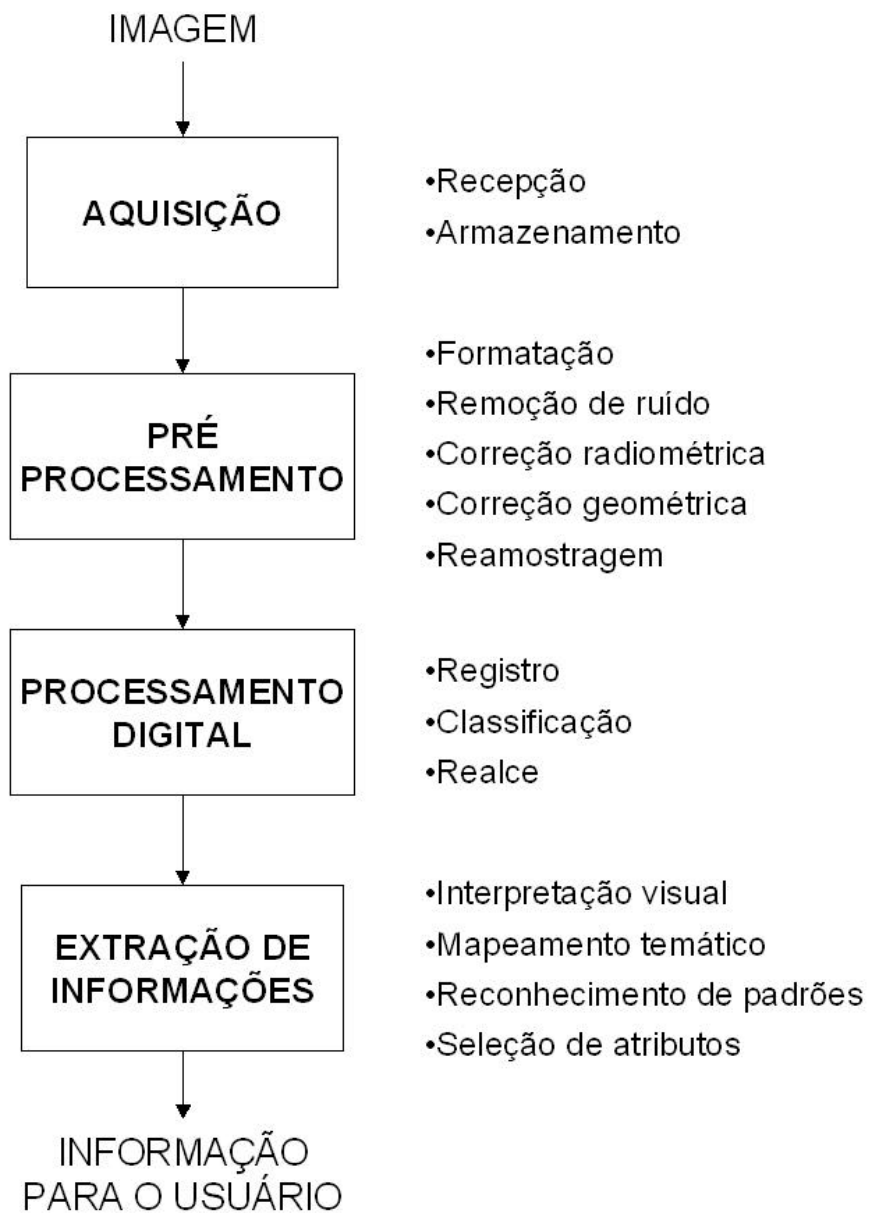 IMAGEM
AQUISIÇÃO
•Recepção
•Armazenamento
PRÉ
PROCESSAMENTO
•Formatação
•Remoção de ruído
•Correção radiométrica
•Correção geométrica
•Reamostragem
PROCESSAMENTO
DIGITAL
•Registro
•Classificação
•Realce
EXTRAÇÃO DE
INFORMAÇÕES
•Interpretação visual
•Mapeamento temático
•Reconhecimento de padrões
•Seleção de atributos
INFORMAÇÃO
PARA O USUÁRIO